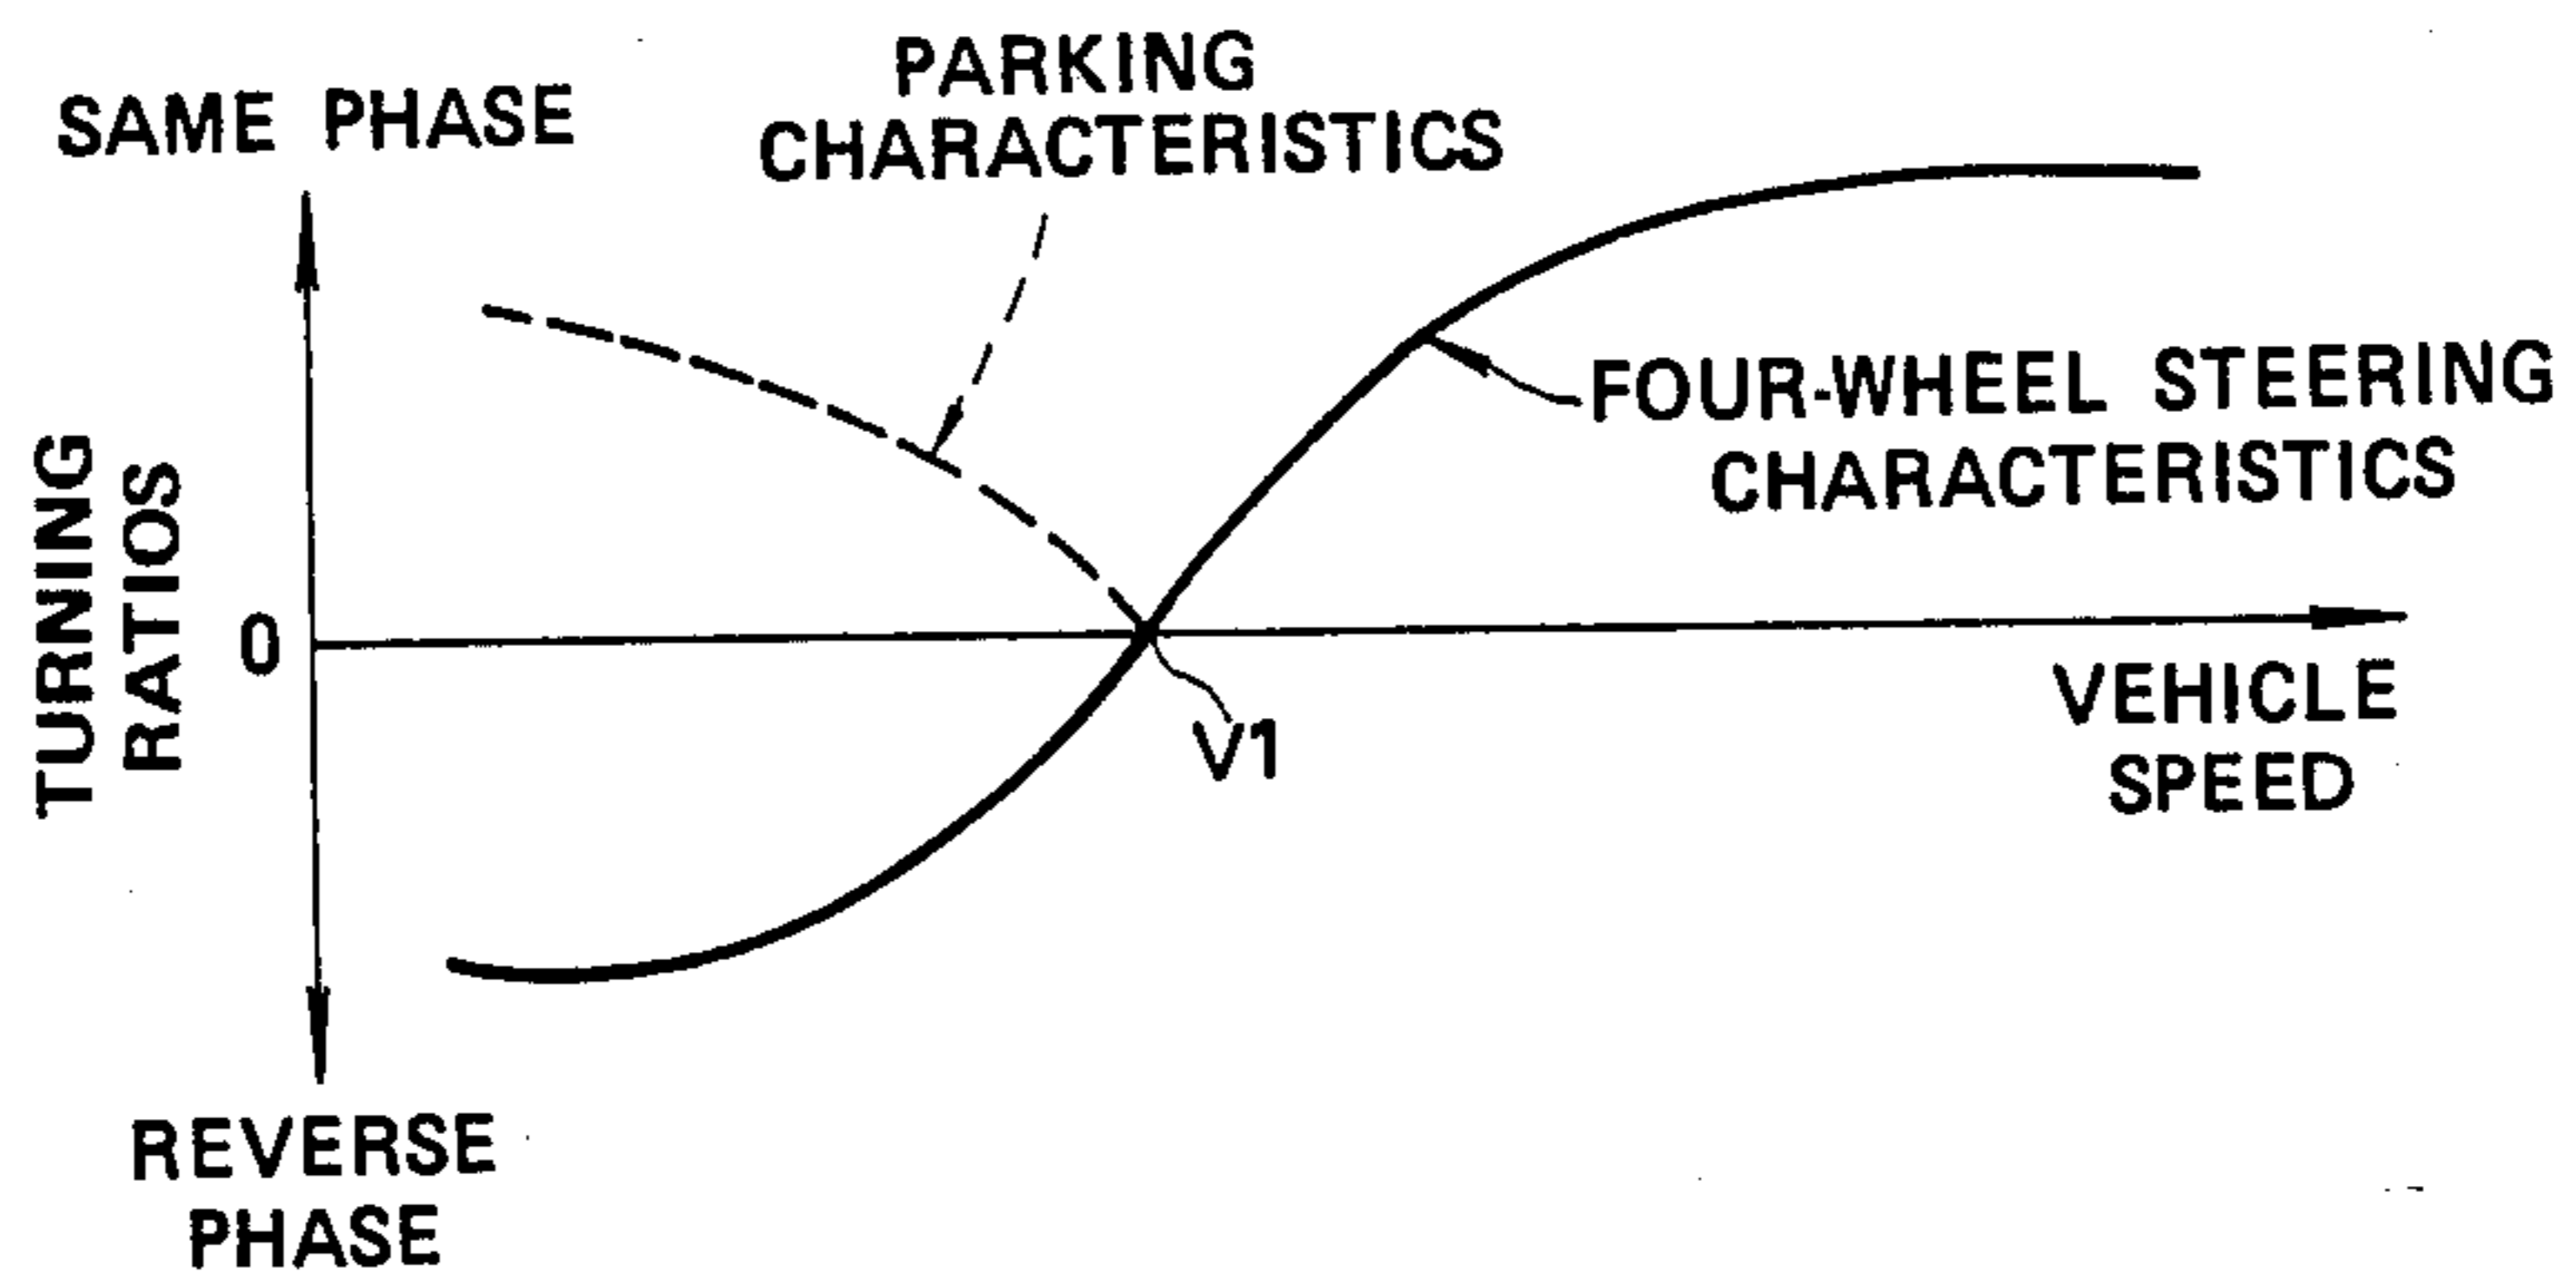 PARKING
CHARACTERISTICS
SAME PHASE
FOUR-WHEEL STEERING
CHARACTERISTICS
TURNING
RATIOS
0
V1
VEHICLE
SPEED
REVERSE
PHASE